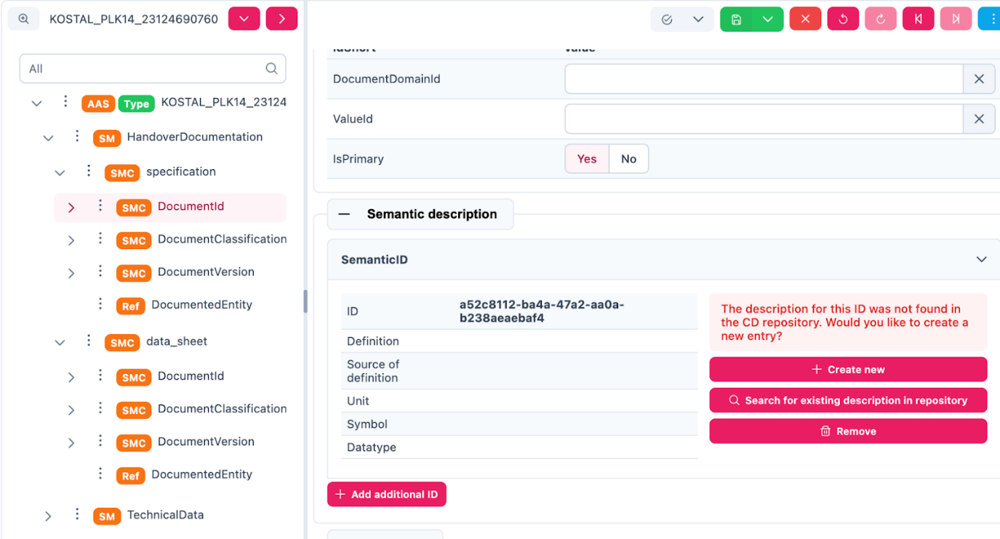 KOSTAL_PLK14_23124690760
All
AAS Type KOSTAL_PLK14_23124
SM HandoverDocumentation
SMC specification
SMC DocumentId
SMC DocumentClassification
SMC DocumentVersion
Ref DocumentedEntity
SMC data_sheet
SMC DocumentId
SMC DocumentClassification
SMC DocumentVersion
Ref DocumentedEntity
SM TechnicalData
idShort value
DocumentDomainId
ValueId
IsPrimary Yes No
Semantic description
SemanticID
ID a52c8112-ba4a-47a2-aa0a-
b238aeaebaf4
Definition
Source of
definition
Unit
Symbol
Datatype
The description for this ID was not found in
the CD repository. Would you like to create a
new entry?
Create new
Search for existing description in repository
Remove
Add additional ID